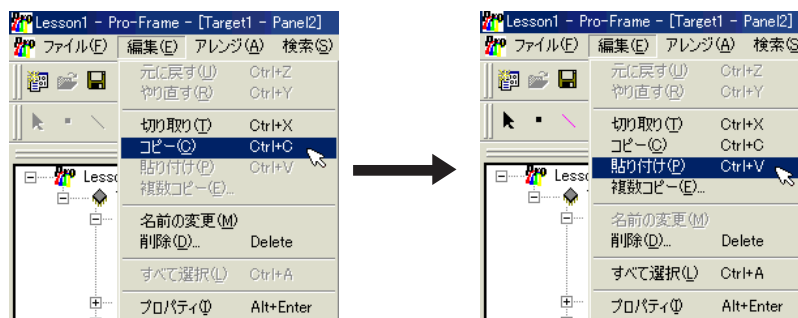 Lesson1 - Pro-Frame - [Target1 - Panel2]
ファイル(F) 編集(E) アレンジ(A) 検索(S)
元に戻す(U) Ctrl+Z
やり直す(R) Ctrl+Y
切り取り(T) Ctrl+X
コピー(C) Ctrl+C
貼り付け(P) Ctrl+V
複数コピー(E)...
名前の変更(M)
削除(D)... Delete
すべて選択(L) Ctrl+A
プロパティ(I) Alt+Enter
Lesso
Lesson1 - Pro-Frame - [Target1 - Panel2]
ファイル(F) 編集(E) アレンジ(A) 検索(S)
元に戻す(U) Ctrl+Z
やり直す(R) Ctrl+Y
切り取り(T) Ctrl+X
コピー(C) Ctrl+C
貼り付け(P) Ctrl+V
複数コピー(E)...
名前の変更(M)
削除(D)... Delete
すべて選択(L) Ctrl+A
プロパティ(I) Alt+Enter
Lesso